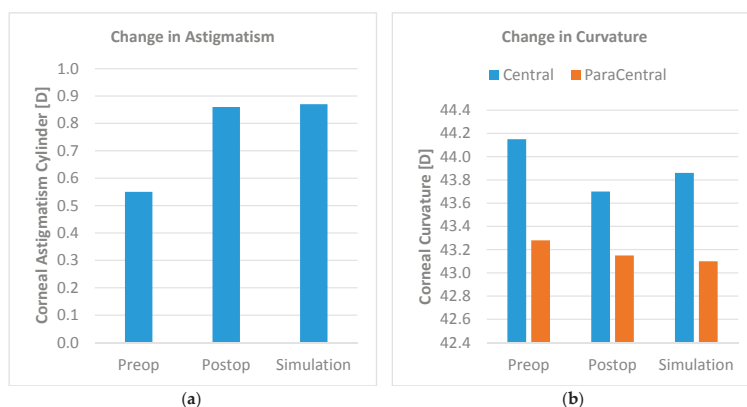 Change in Astigmatism
Corneal Astigmatism Cylinder [D]
1.0
0.9
0.8
0.7
0.6
0.5
0.4
0.3
0.2
0.1
0.0
Preop Postop Simulation
(a)
Change in Curvature
Central ParaCentral
Corneal Curvature [D]
44.4
44.2
44.0
43.8
43.6
43.4
43.2
43.0
42.8
42.6
42.4
Preop Postop Simulation
(b)